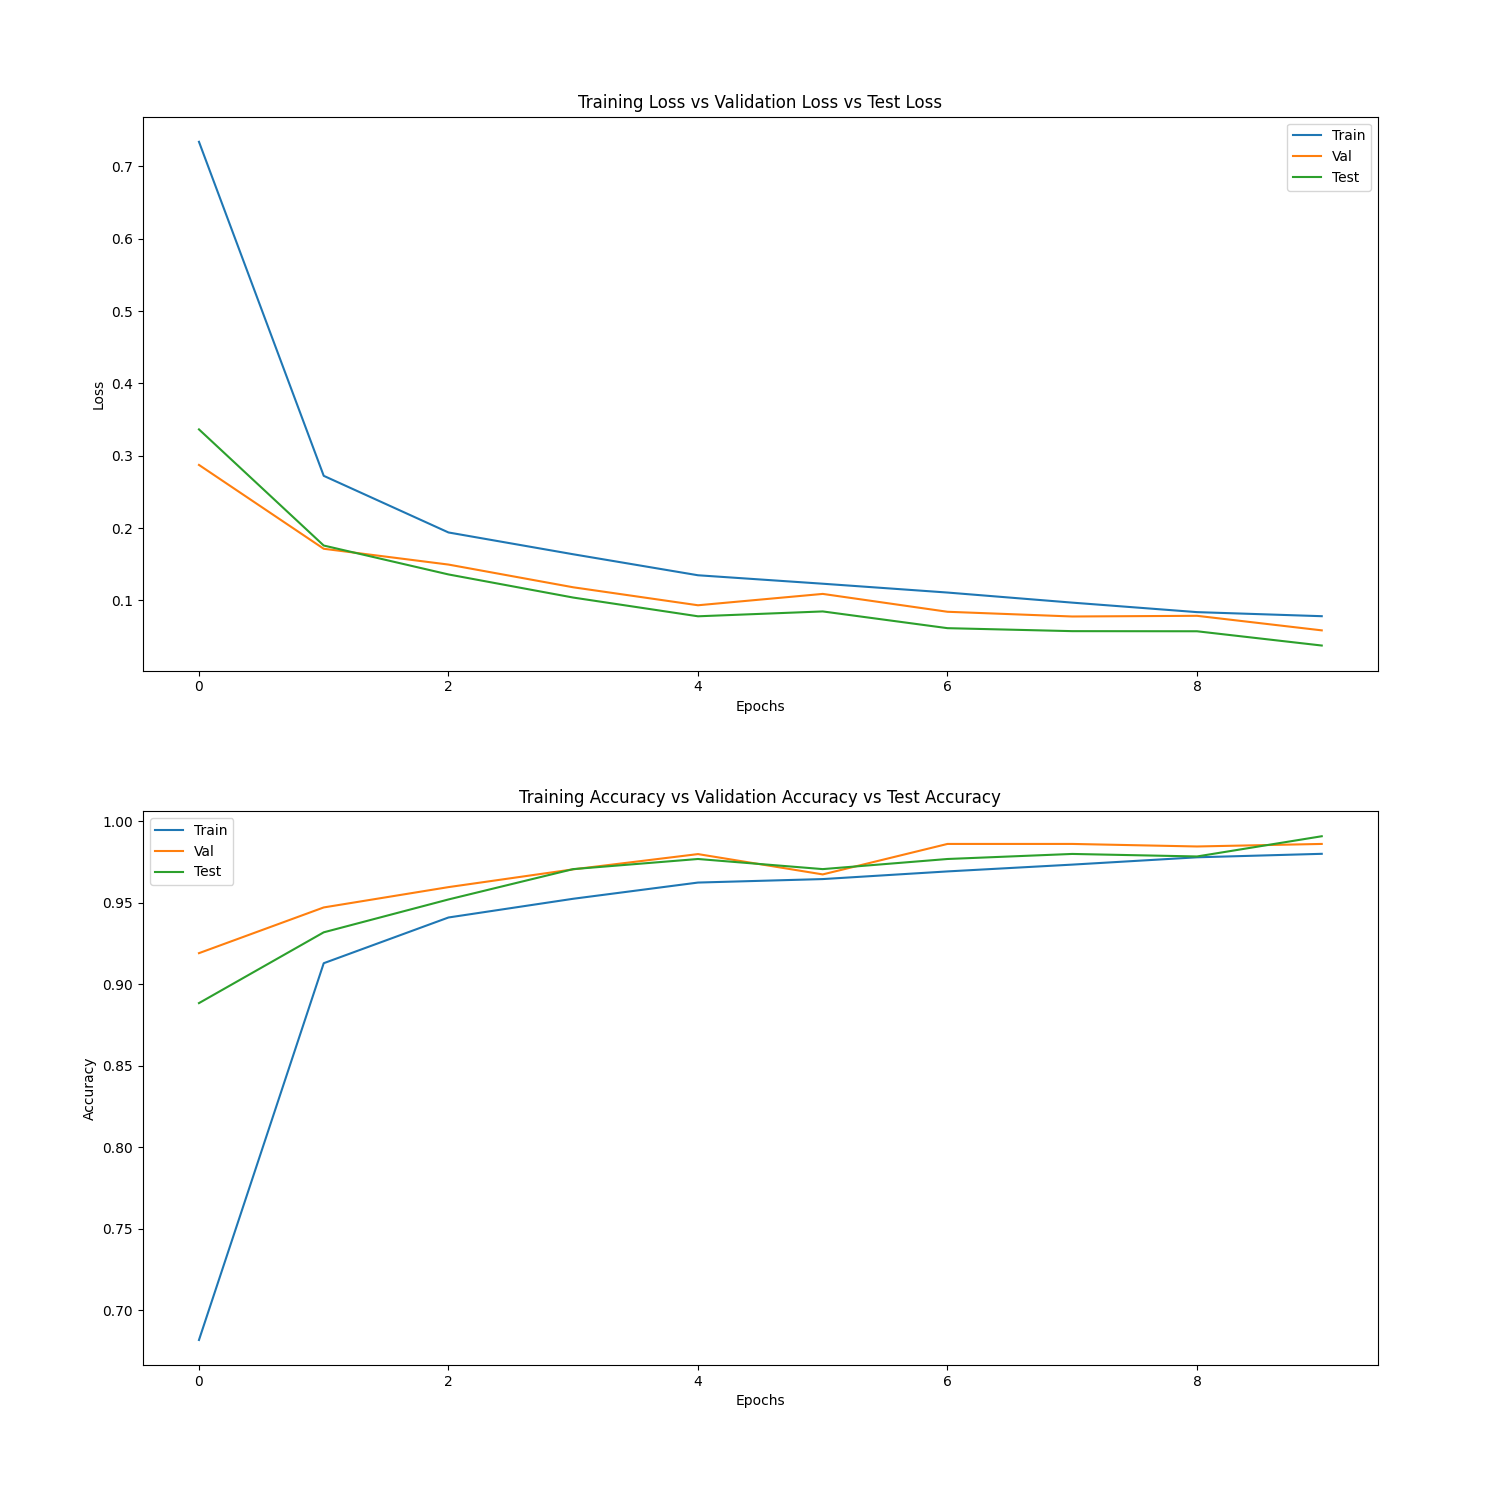 Training Loss vs Validation Loss vs Test Loss
Train
Val
Test
0.7
0.6
0.5
0.4
0.3
0.2
0.1
Loss
0 2 4 6 8
Epochs
Training Accuracy vs Validation Accuracy vs Test Accuracy
Train
Val
Test
1.00
0.95
0.90
0.85
0.80
0.75
0.70
Accuracy
0 2 4 6 8
Epochs